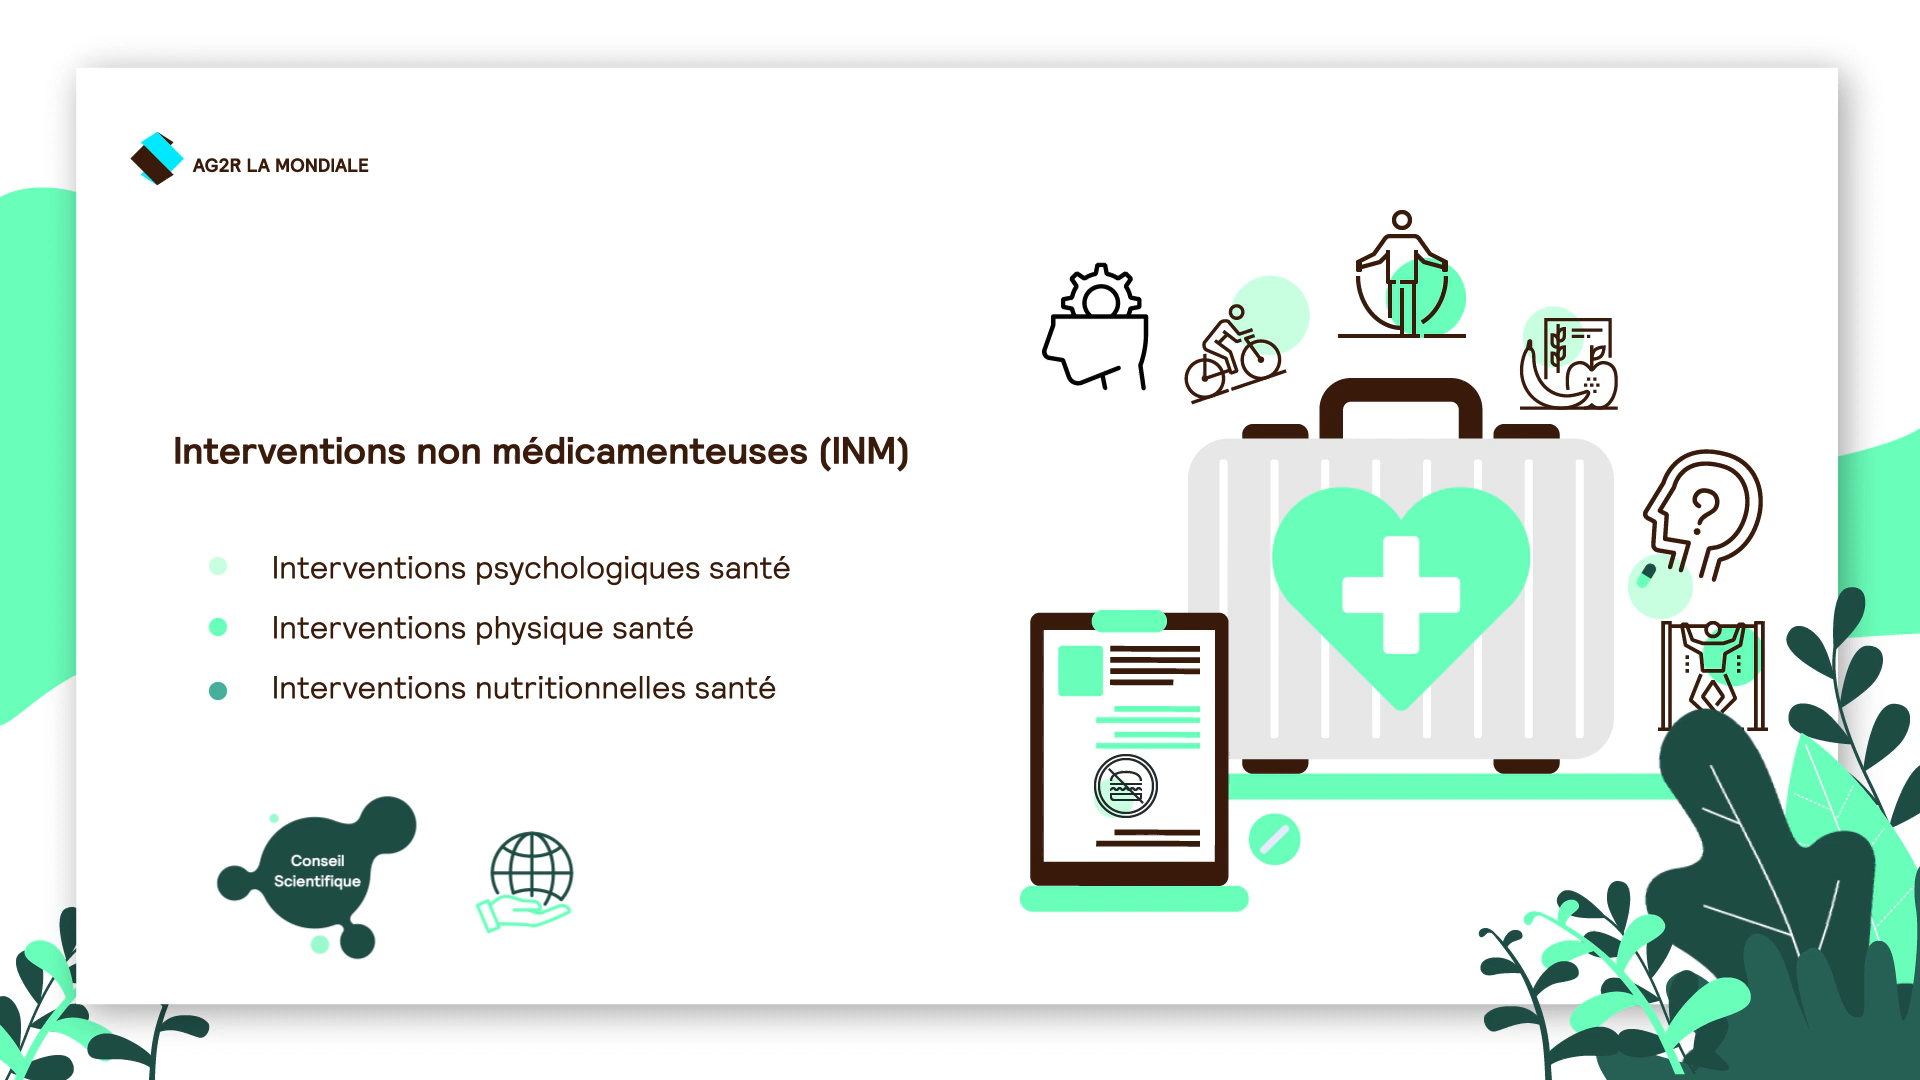 AG2R LA MONDIALE
Interventions non médicamenteuses (INM)
Interventions psychologiques santé
Interventions physique santé
Interventions nutritionnelles santé
Conseil
Scientifique